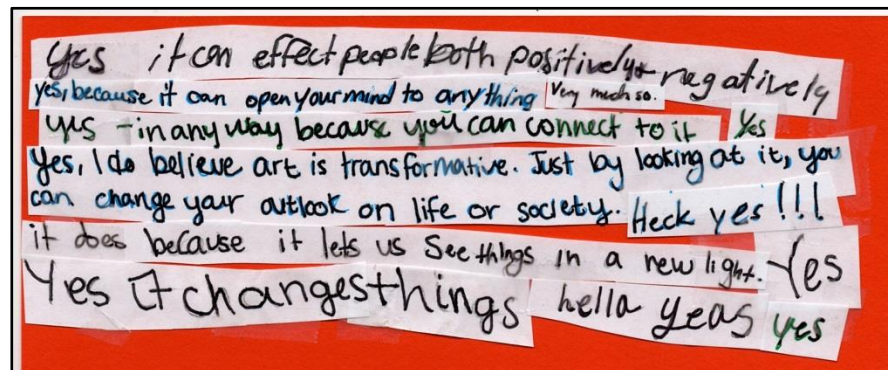 yes it can effect people both positively + negatively
yes, because it can open your mind to anything Very much so.
yes - in any way because you can connect to it Yes
Yes, I do believe art is transformative. Just by looking at it, you
can change your outlook on life or society. Heck yes!!!
it does because it lets us see things in a new light. Yes
Yes It changes things hella yeas yes